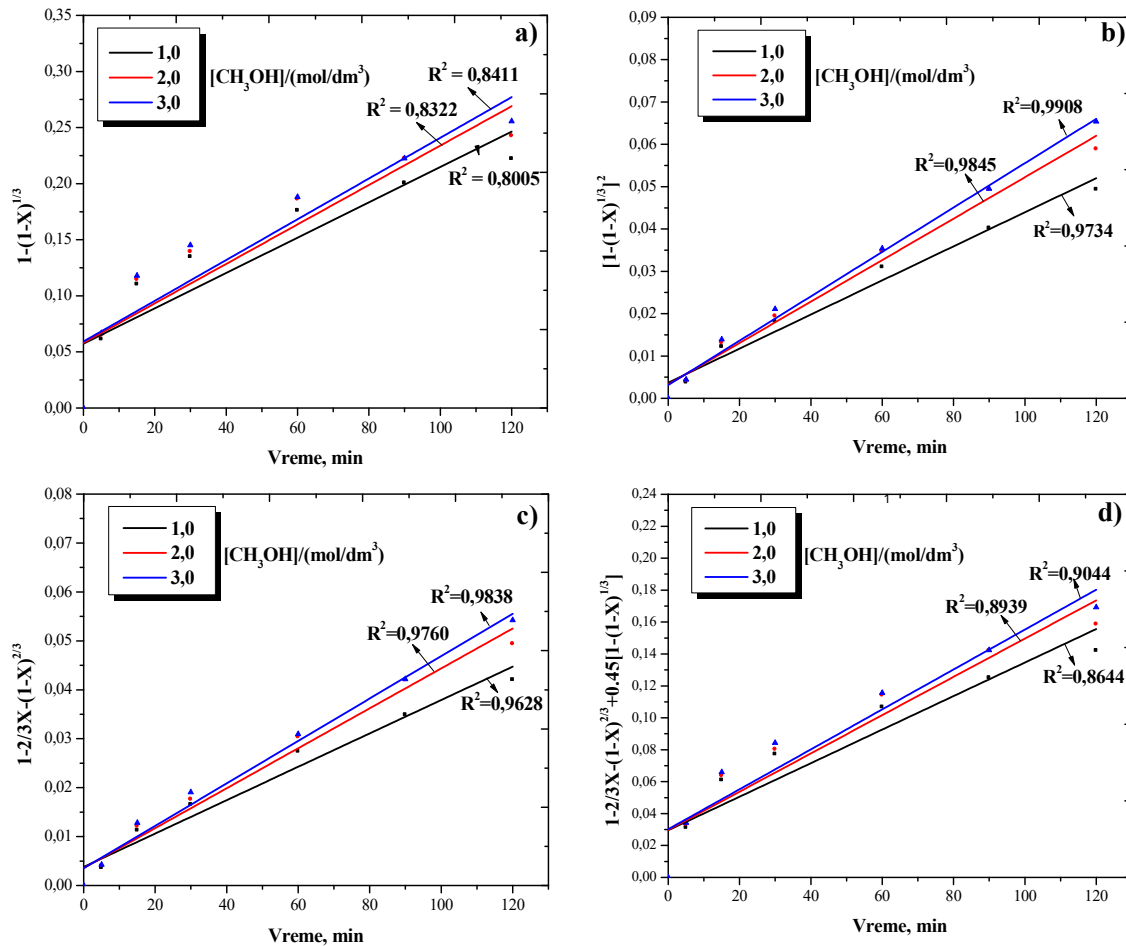 a)
1,0
2,0
3,0
[CH₃OH]/(mol/dm³)
R² = 0,8411
R² = 0,8322
R² = 0,8005
1-(1-X)^1/3
0,35
0,30
0,25
0,20
0,15
0,10
0,05
0,00
0 20 40 60 80 100 120
Vreme, min
b)
1,0
2,0
3,0
[CH₃OH]/(mol/dm³)
R²=0,9908
R²=0,9845
R²=0,9734
[1-(1-X)^1/3]²
0,09
0,08
0,07
0,06
0,05
0,04
0,03
0,02
0,01
0,00
0 20 40 60 80 100 120
Vreme, min
c)
1,0
2,0
3,0
[CH₃OH]/(mol/dm³)
R²=0,9838
R²=0,9760
R²=0,9628
1-2/3X-(1-X)^2/3
0,08
0,07
0,06
0,05
0,04
0,03
0,02
0,01
0,00
0 20 40 60 80 100 120
Vreme, min
d)
1,0
2,0
3,0
[CH₃OH]/(mol/dm³)
R²=0,9044
R²=0,8939
R²=0,8644
1-2/3X-(1-X)^2/3+0.45[1-(1-X)^1/3]
0,24
0,22
0,20
0,18
0,16
0,14
0,12
0,10
0,08
0,06
0,04
0,02
0,00
0 20 40 60 80 100 120
Vreme, min